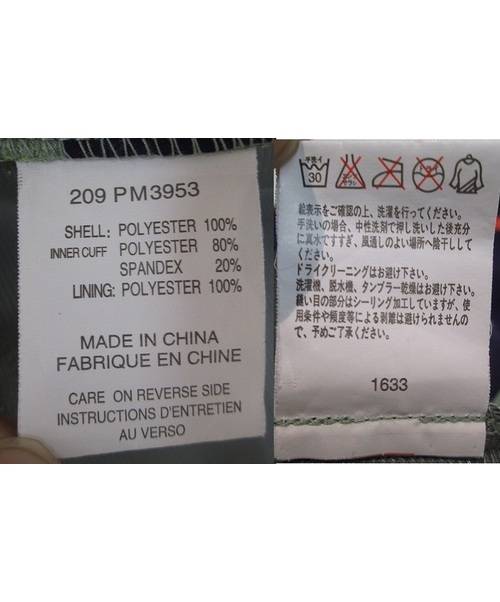 209 PM3953
SHELL: POLYESTER 100%
INNER CUFF POLYESTER 80%
SPANDEX 20%
LINING: POLYESTER 100%
MADE IN CHINA
FABRIQUE EN CHINE
CARE ON REVERSE SIDE
INSTRUCTIONS D'ENTRETIEN
AU VERSO
手洗イ
30
絵表示をご確認の上、洗濯を行ってください。
手洗いの場合、中性洗剤で押し洗いした後充分
に真水ですすぎ、風通しのよい場所へ陰干しして
ください。
ドライクリーニングはお避け下さい。
洗濯機、脱水機、タンブラー乾燥はお避け下さい。
縫い目の部分はシーリング加工していますが、使
用条件や頻度等による剥離は避けられませんの
で、予めご了承ください。
1633